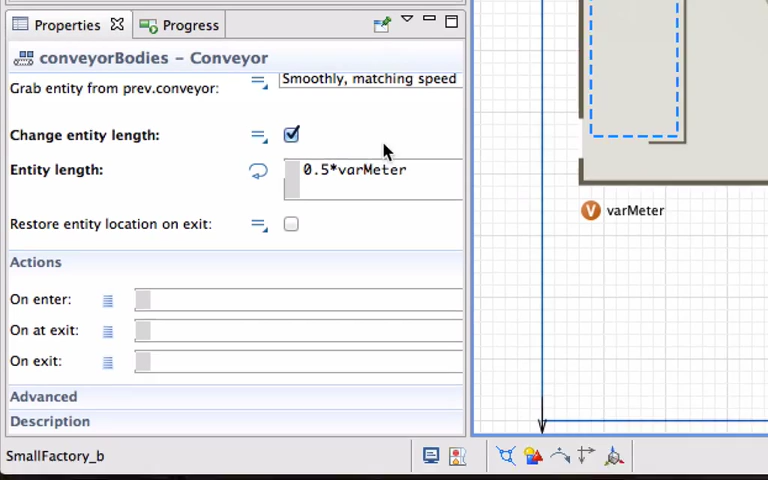 Properties
Progress
conveyorBodies – Conveyor
Grab entity from prev.conveyor:
Smoothly, matching speed
Change entity length:
Entity length:
0.5*varMeter
Restore entity location on exit:
Actions
On enter:
On at exit:
On exit:
Advanced
Description
SmallFactory_b
V varMeter